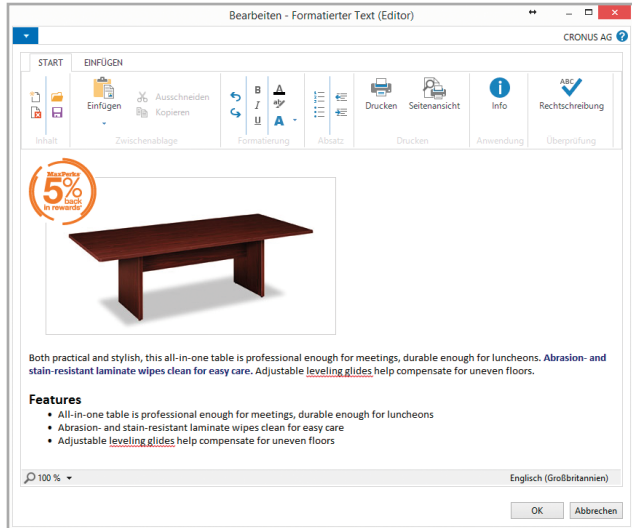 Bearbeiten - Formatierter Text (Editor)
CRONUS AG
START EINFÜGEN
Einfügen
Ausschneiden
Kopieren
B A
I ab
U A
Drucken Seitenansicht
Info
ABC
Rechtschreibung
Inhalt Zwischenablage Formatierung Absatz Drucken Anwendung Überprüfung
MaxPerks
5%
back
in rewards*
Both practical and stylish, this all-in-one table is professional enough for meetings, durable enough for luncheons. Abrasion- and
stain-resistant laminate wipes clean for easy care. Adjustable leveling glides help compensate for uneven floors.
Features
• All-in-one table is professional enough for meetings, durable enough for luncheons
• Abrasion- and stain-resistant laminate wipes clean for easy care
• Adjustable leveling glides help compensate for uneven floors
100 % Englisch (Großbritannien)
OK Abbrechen